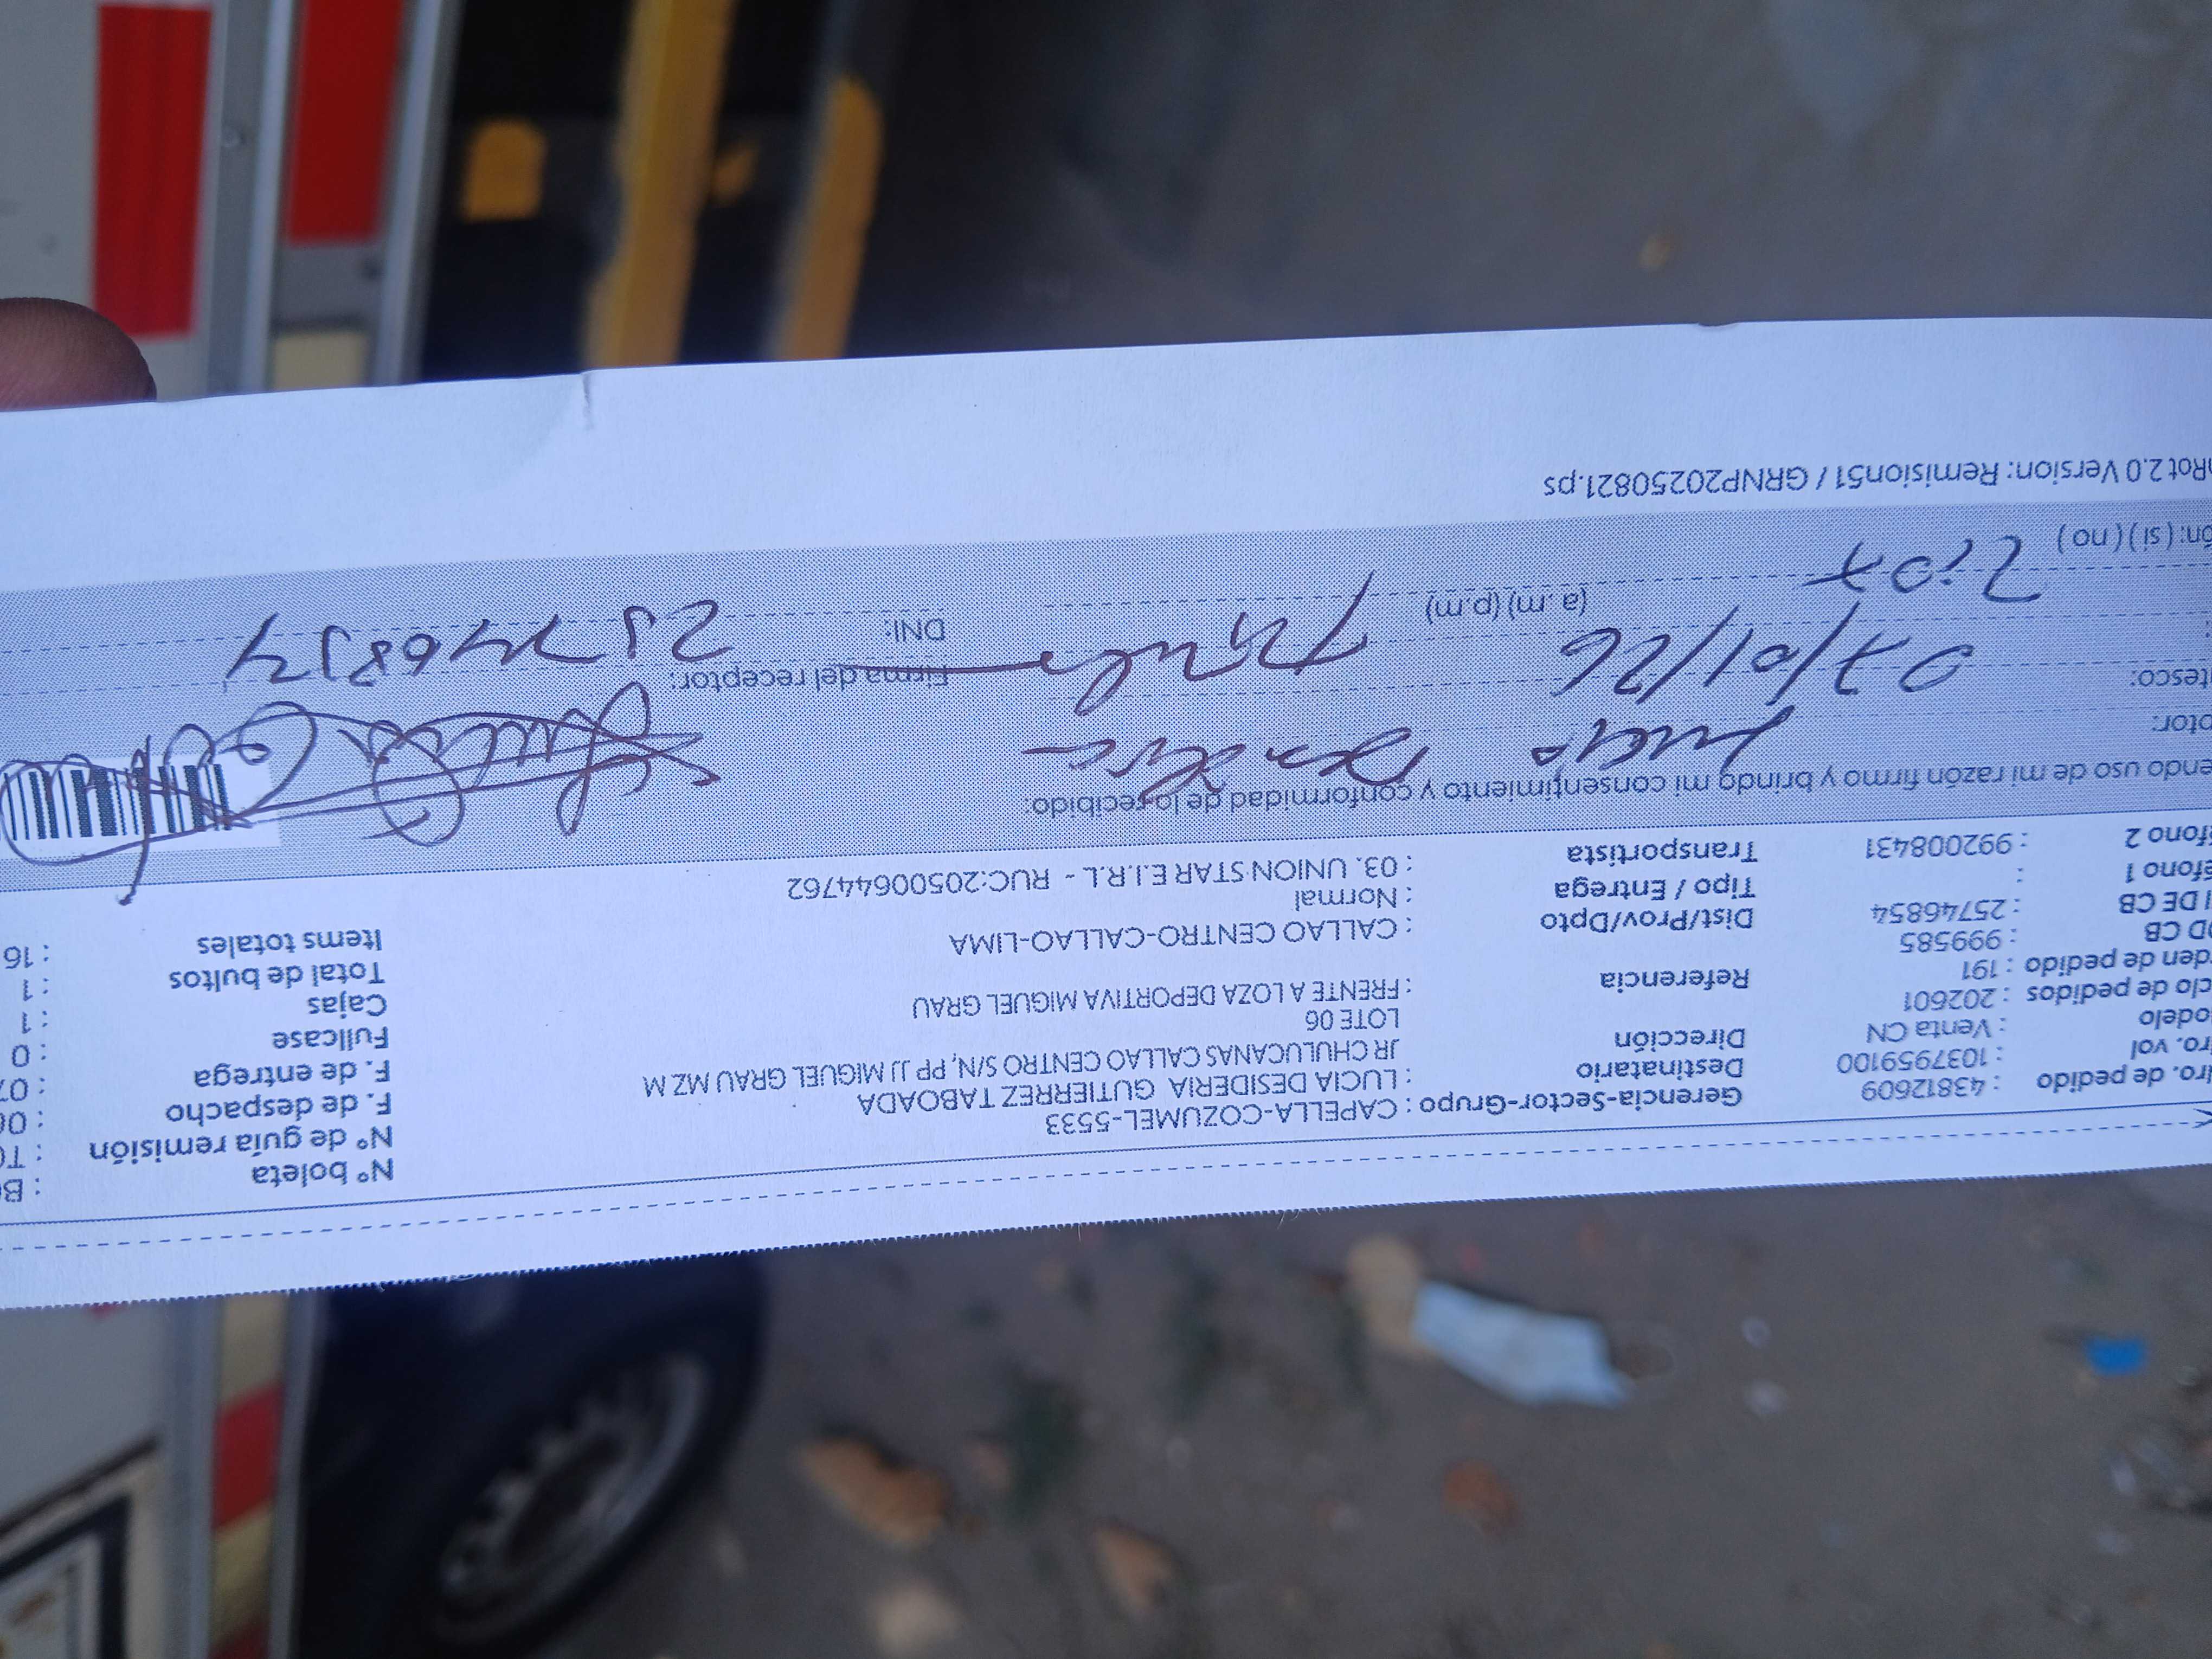 Nº boleta : B
Nº de guía remisión : T
F. de despacho : 0
F. de entrega : 07
Fullcase : 0
Cajas : 1
Total de bultos : 1
Items totales : 16
Gerencia-Sector-Grupo : CAPELLA-COZUMEL-5533
Destinatario : LUCIA DESIDERIA GUTIERREZ TABOADA
Dirección JR CHULUCANAS CALLAO CENTRO S/N, PP JJ MIGUEL GRAU MZ M
LOTE 06
Referencia : FRENTE A LOZA DEPORTIVA MIGUEL GRAU
Dist/Prov/Dpto : CALLAO CENTRO-CALLAO-LIMA
Tipo / Entrega : Normal
Transportista : 03. UNION STAR E.I.R.L - RUC:20500644762
ro. de pedido : 43812609
ro. vol : 1037959100
odelo : Venta CN
clo de pedidos : 202601
den de pedido : 191
OD CB : 999585
I DE CB : 25746854
éfono 1 :
éfono 2 : 992008431
endo uso de mi razón firmo y brindo mi consentimiento y conformidad de lo recibido:
ptor:
tesco:
07/01/26
(a.m) (p.m)
Firma del receptor:
DNI: 25746854
ón: ( si ) ( no )
Rot 2.0 Version: Remision51 / GRNP20250821.ps